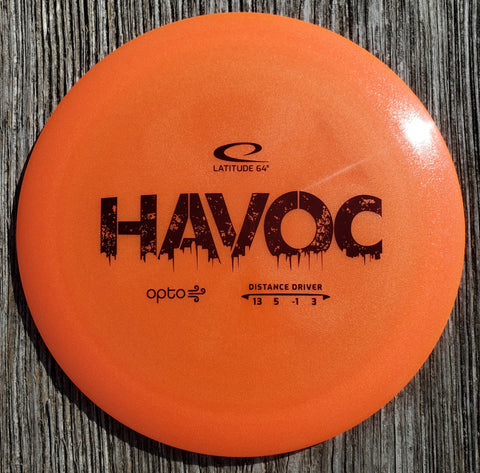 LATITUDE 64°
HAVOC
opto
DISTANCE DRIVER
13 5 -1 3